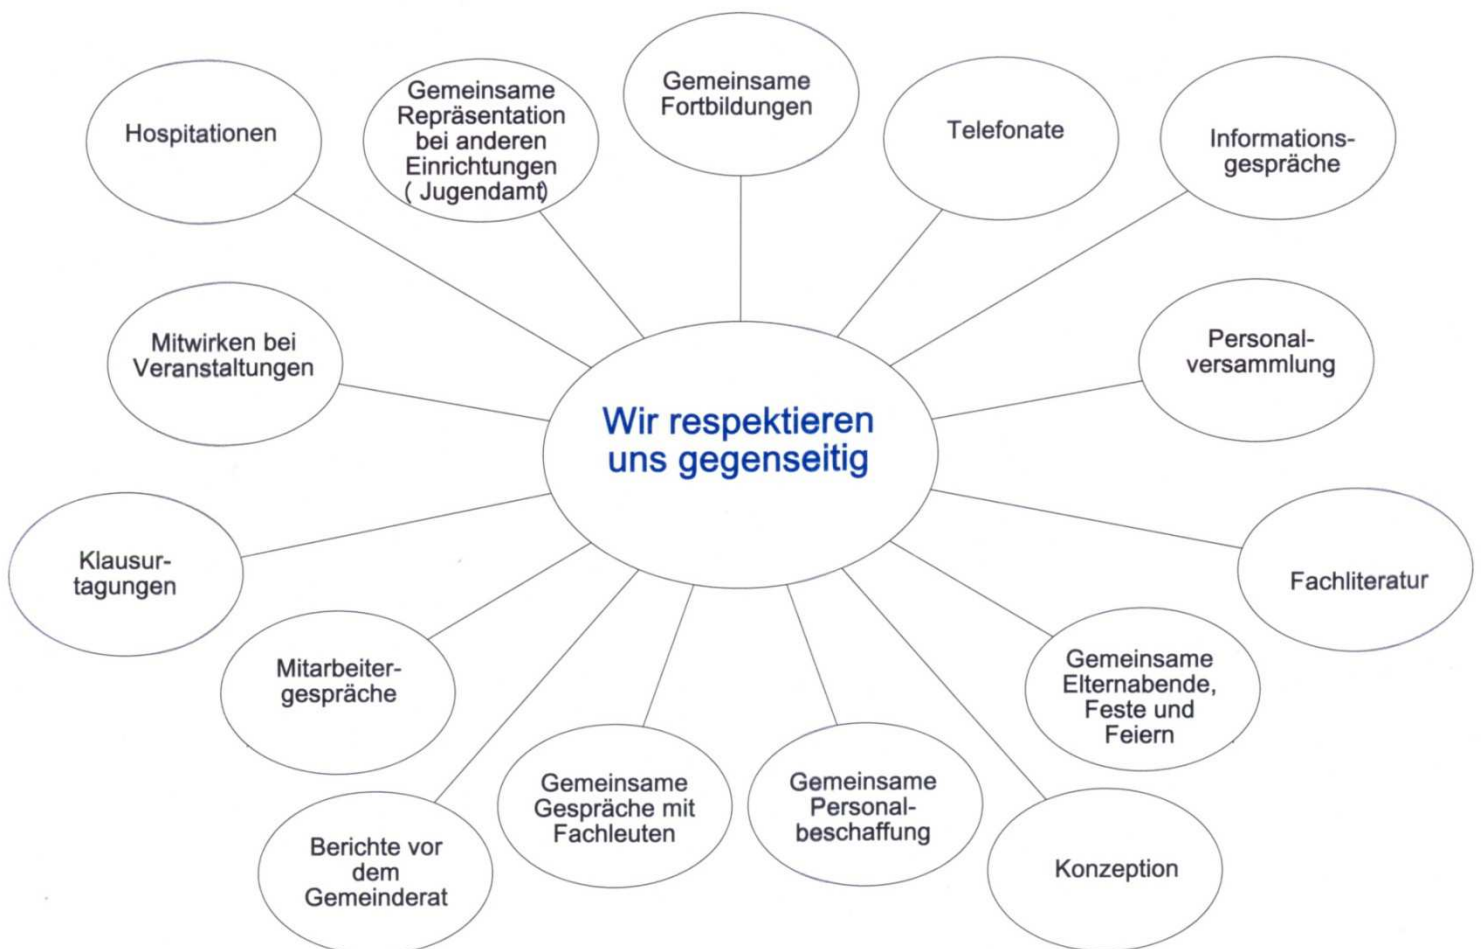 Hospitationen
Gemeinsame
Repräsentation
bei anderen
Einrichtungen
( Jugendamt)
Gemeinsame
Fortbildungen
Telefonate
Informations-
gespräche
Mitwirken bei
Veranstaltungen
Personal-
versammlung
Wir respektieren
uns gegenseitig
Klausur-
tagungen
Fachliteratur
Mitarbeiter-
gespräche
Gemeinsame
Elternabende,
Feste und
Feiern
Berichte vor
dem
Gemeinderat
Gemeinsame
Gespräche mit
Fachleuten
Gemeinsame
Personal-
beschaffung
Konzeption